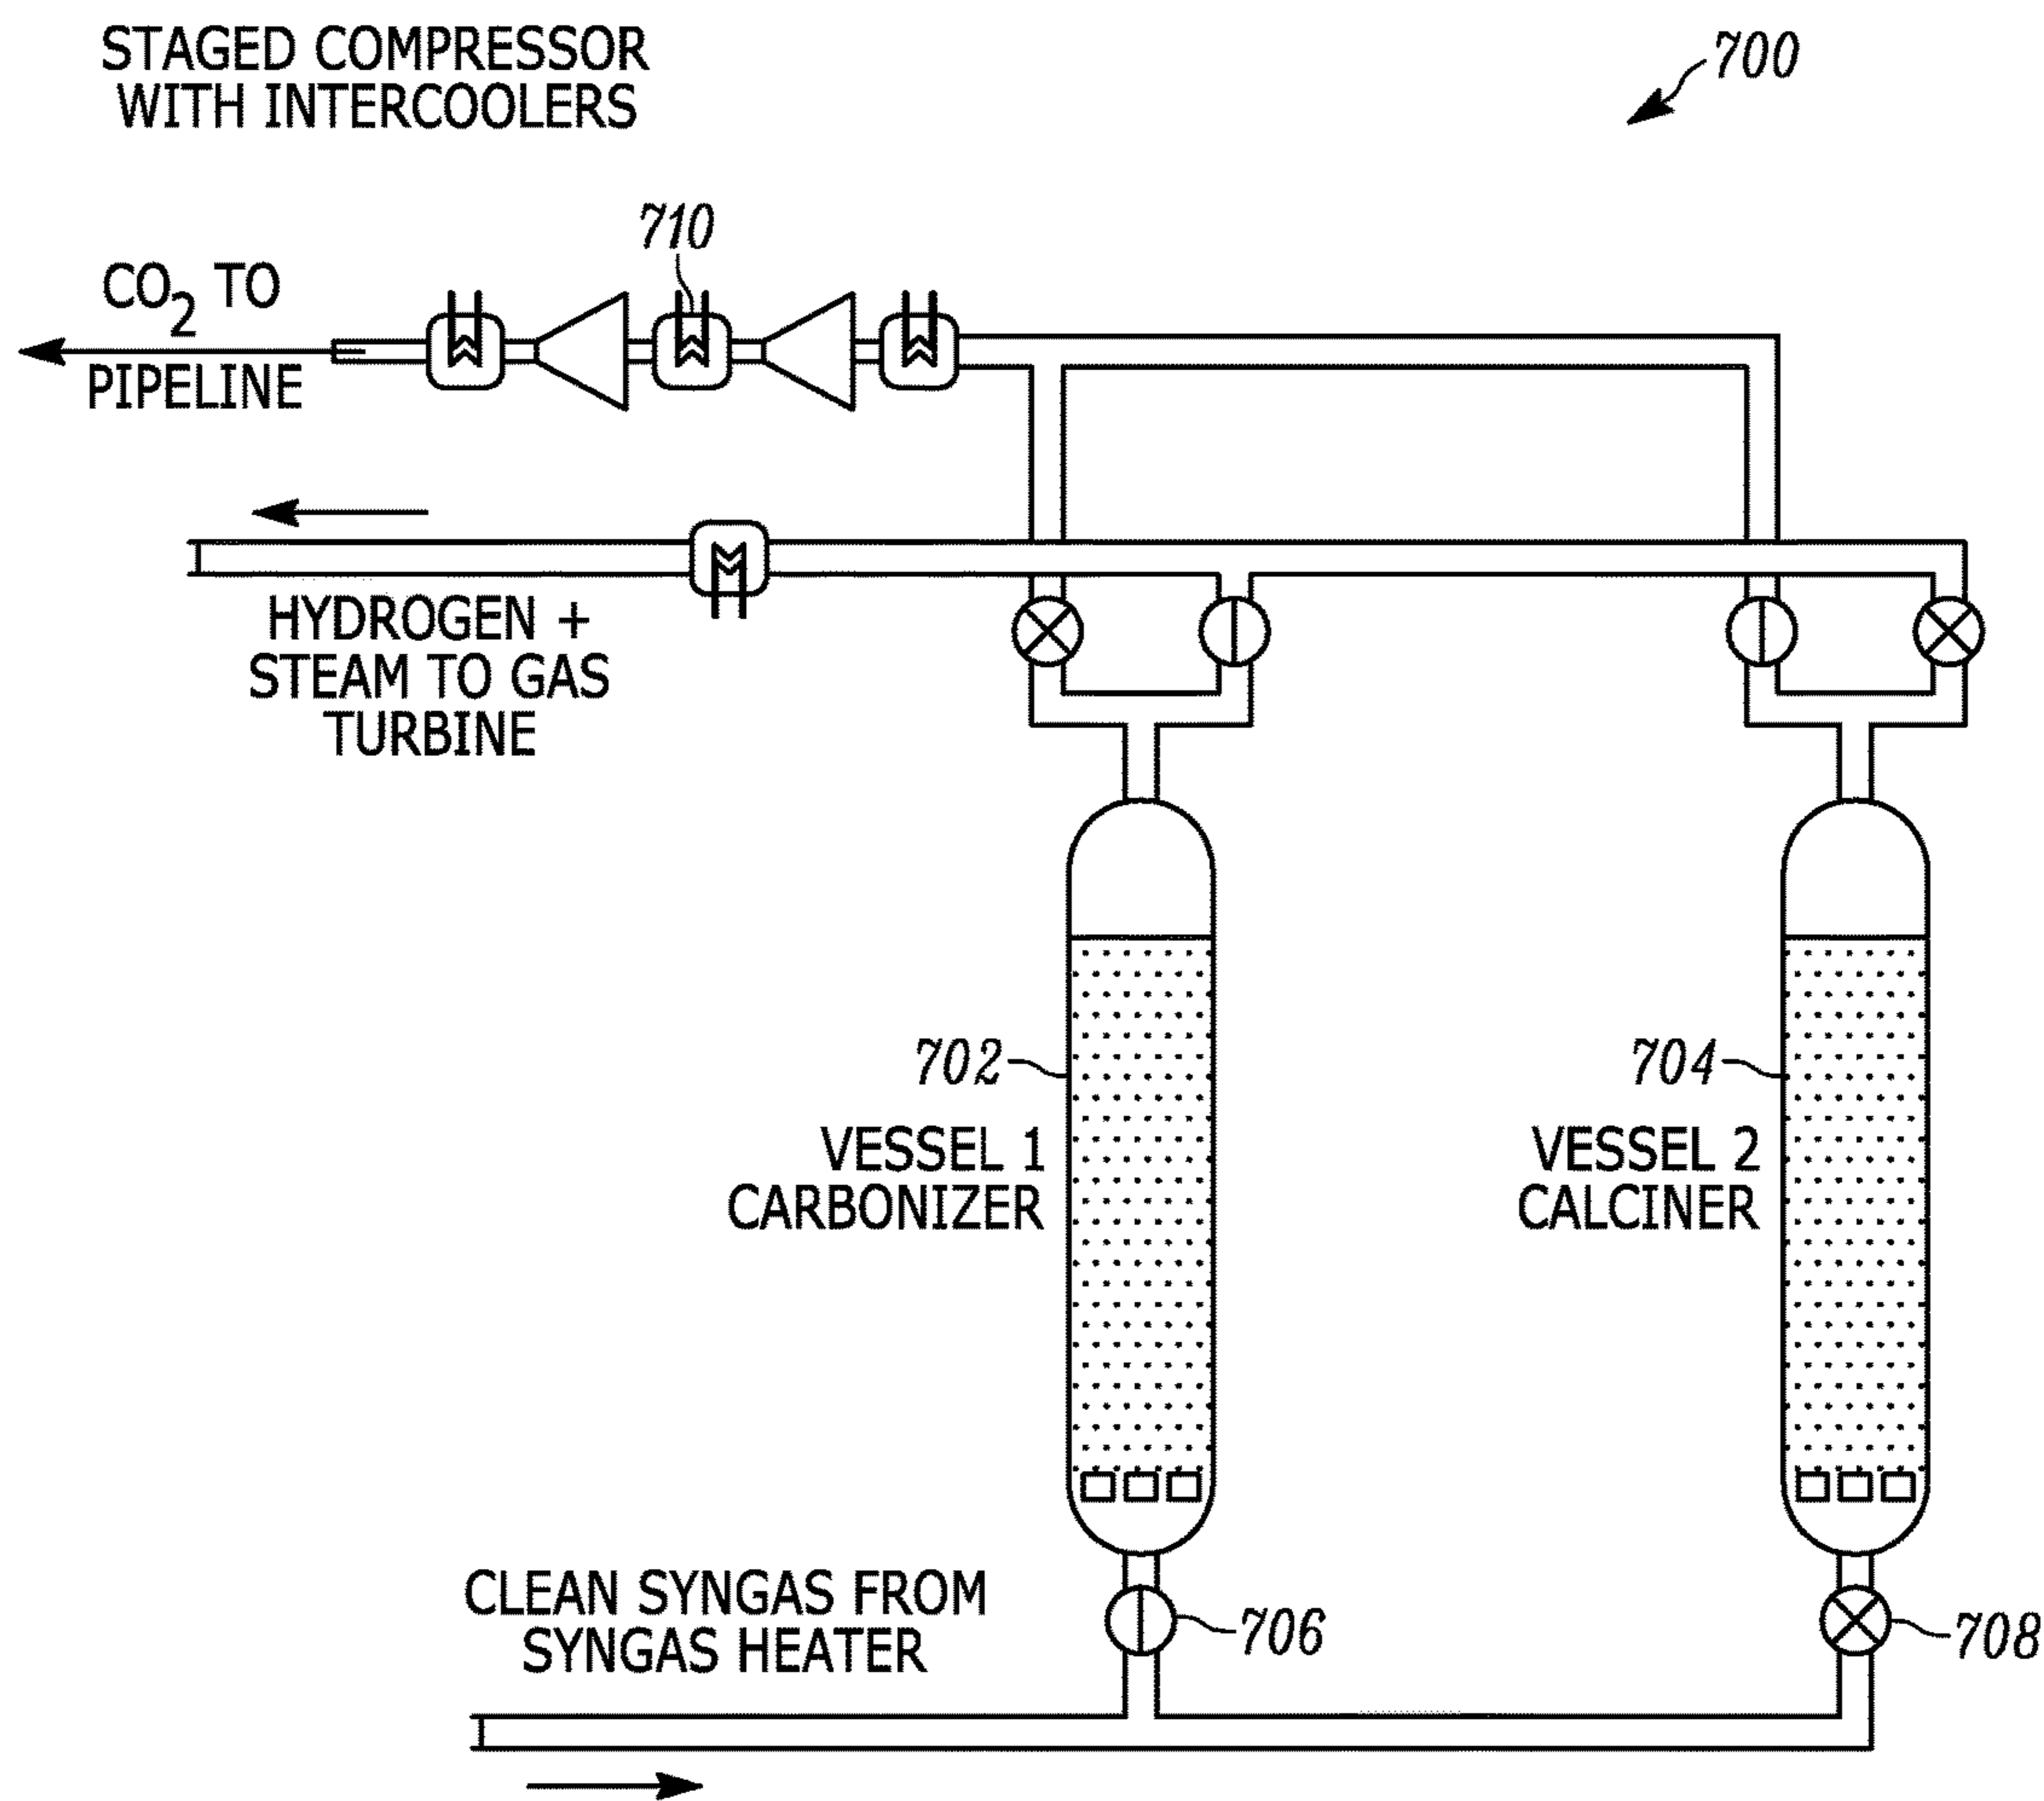 STAGED COMPRESSOR
WITH INTERCOOLERS
700
710
CO2 TO
PIPELINE
HYDROGEN +
STEAM TO GAS
TURBINE
702
VESSEL 1
CARBONIZER
704
VESSEL 2
CALCINER
CLEAN SYNGAS FROM
SYNGAS HEATER
706
708